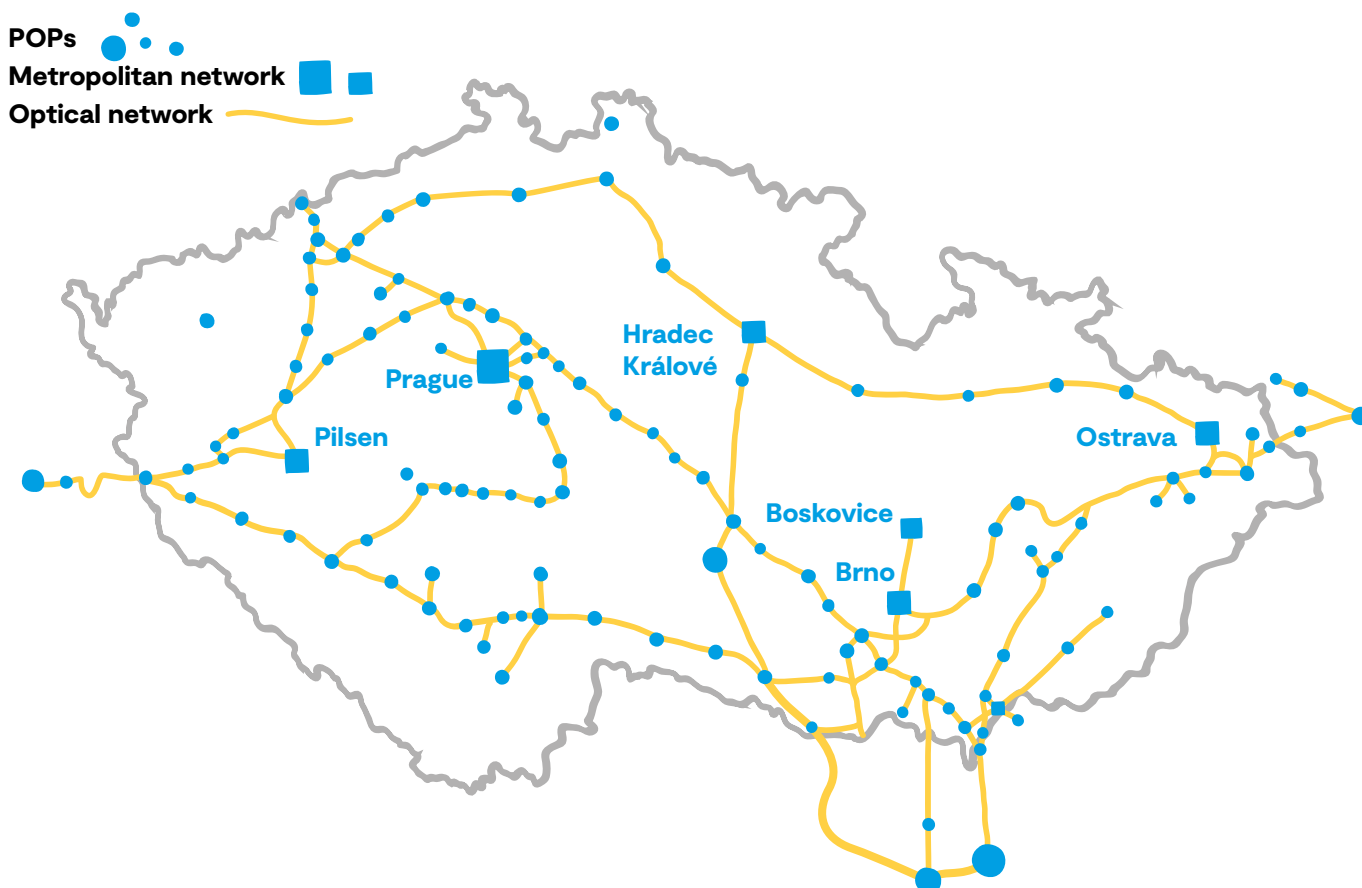 POPs
Metropolitan network
Optical network
Hradec
Králové
Prague
Pilsen
Ostrava
Boskovice
Brno